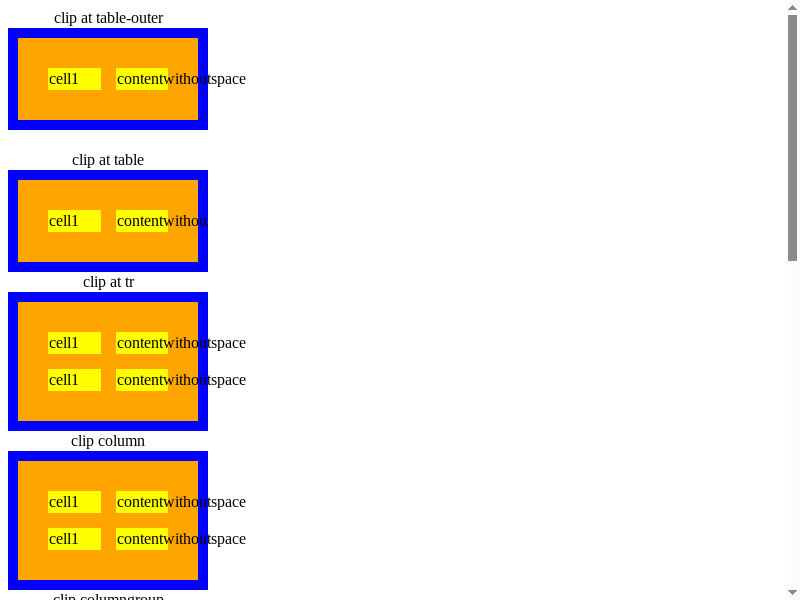 clip at table-outer
cell1 contentwithoutspace
clip at table
cell1 contentwithou
clip at tr
cell1 contentwithoutspace
cell1 contentwithoutspace
clip column
cell1 contentwithoutspace
cell1 contentwithoutspace
clip columngroup